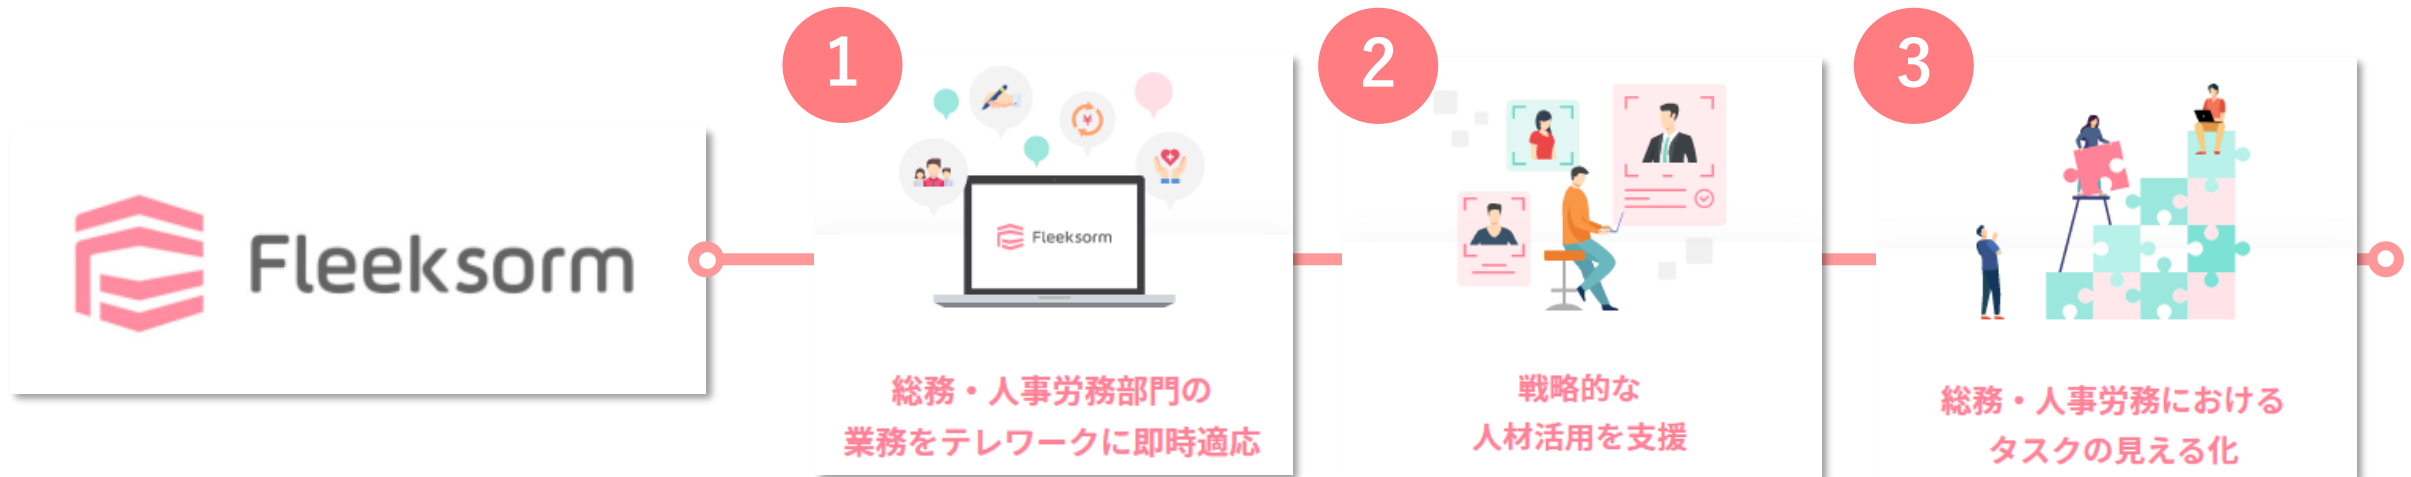 Fleeksorm
1
Fleeksorm
総務・人事労務部門の
業務をテレワークに即時適応
2
戦略的な
人材活用を支援
3
総務・人事労務における
タスクの見える化